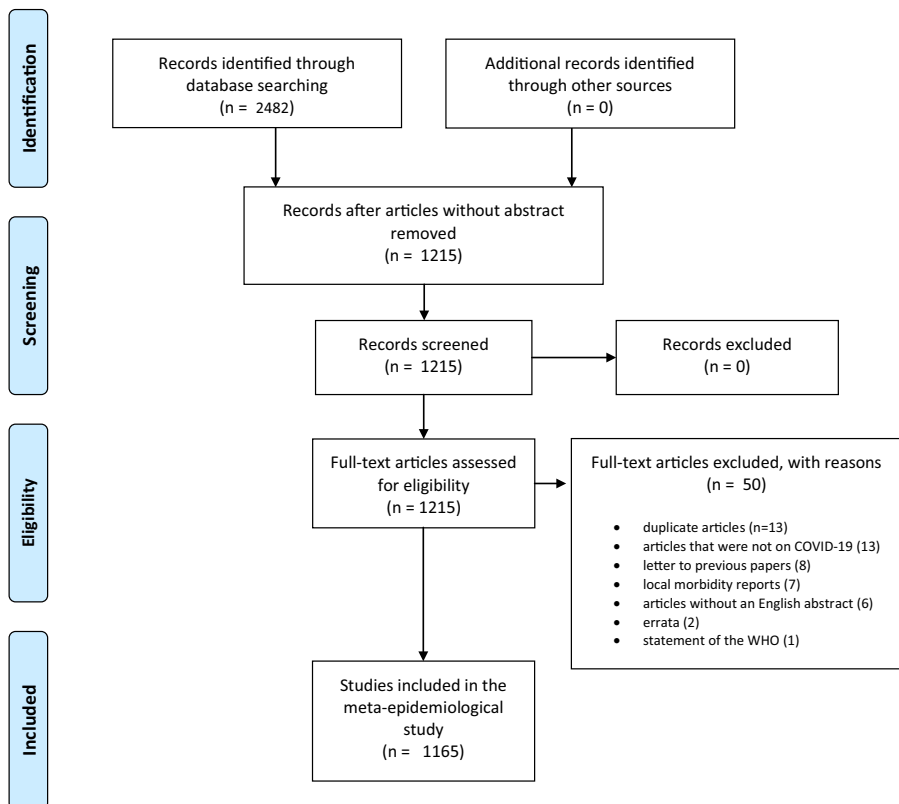 Identification
Records identified through
database searching
(n = 2482)
Additional records identified
through other sources
(n = 0)
Screening
Records after articles without abstract
removed
(n = 1215)
Records screened
(n = 1215)
Records excluded
(n = 0)
Eligibility
Full-text articles assessed
for eligibility
(n = 1215)
Full-text articles excluded, with reasons
(n = 50)
• duplicate articles (n=13)
• articles that were not on COVID-19 (13)
• letter to previous papers (8)
• local morbidity reports (7)
• articles without an English abstract (6)
• errata (2)
• statement of the WHO (1)
Included
Studies included in the
meta-epidemiological
study
(n = 1165)